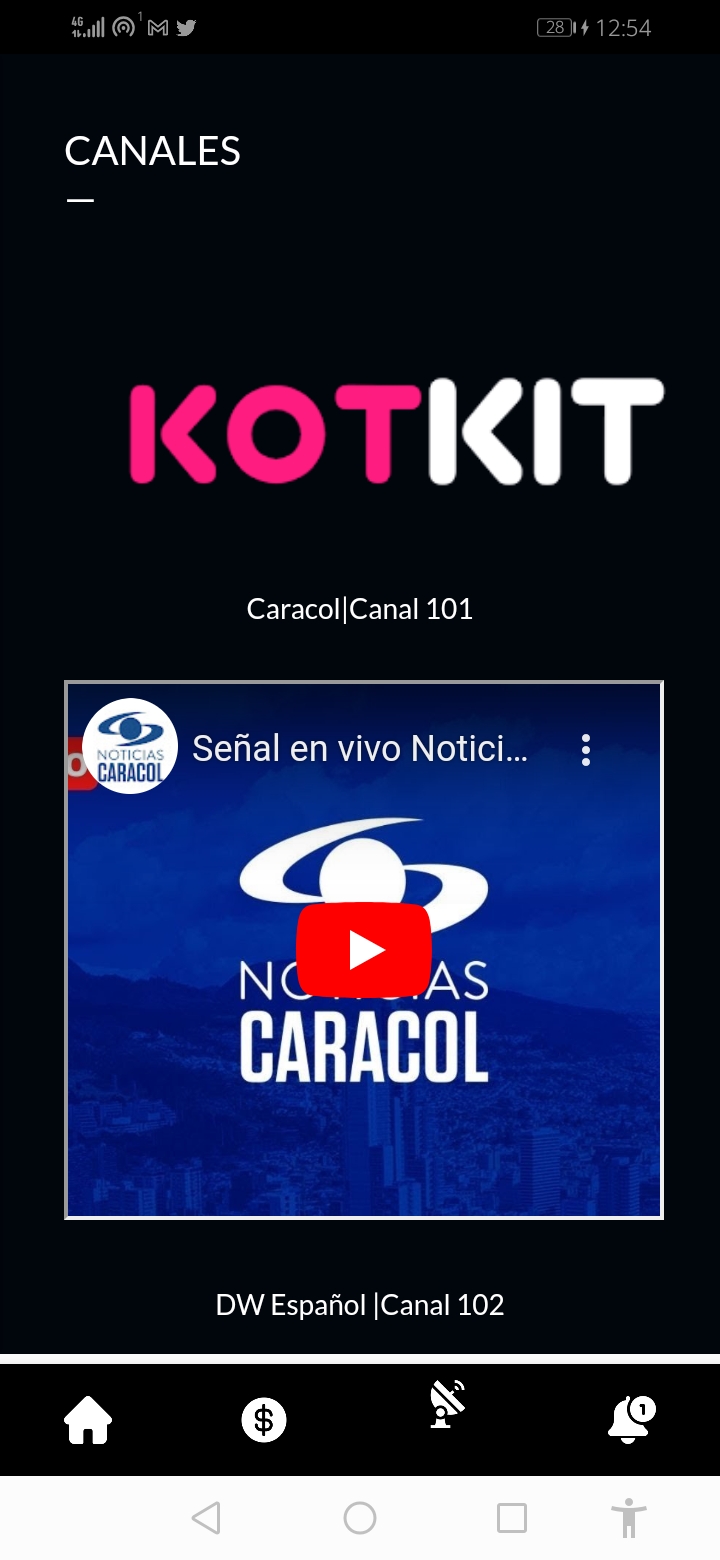 4G
1
28
12:54
CANALES
KOTKIT
Caracol|Canal 101
NOTICIAS
CARACOL
Señal en vivo Notici...
O
NOTICIAS
CARACOL
DW Español |Canal 102
$
1